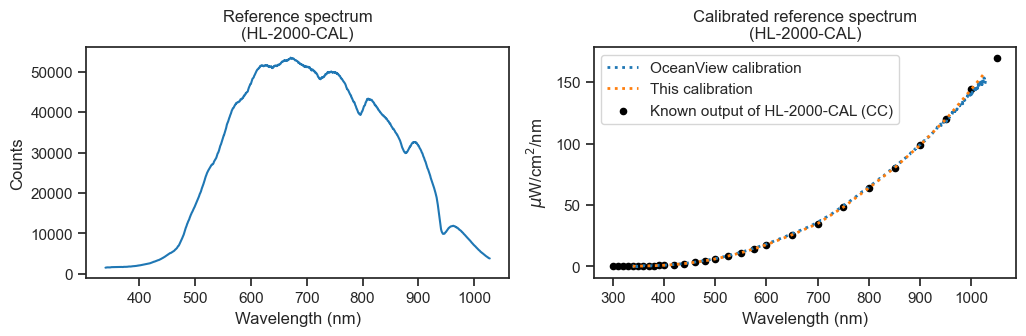 Reference spectrum
(HL-2000-CAL)
Counts
50000
40000
30000
20000
10000
0
400 500 600 700 800 900 1000
Wavelength (nm)
Calibrated reference spectrum
(HL-2000-CAL)
μW/cm²/nm
150
100
50
0
OceanView calibration
This calibration
Known output of HL-2000-CAL (CC)
300 400 500 600 700 800 900 1000
Wavelength (nm)